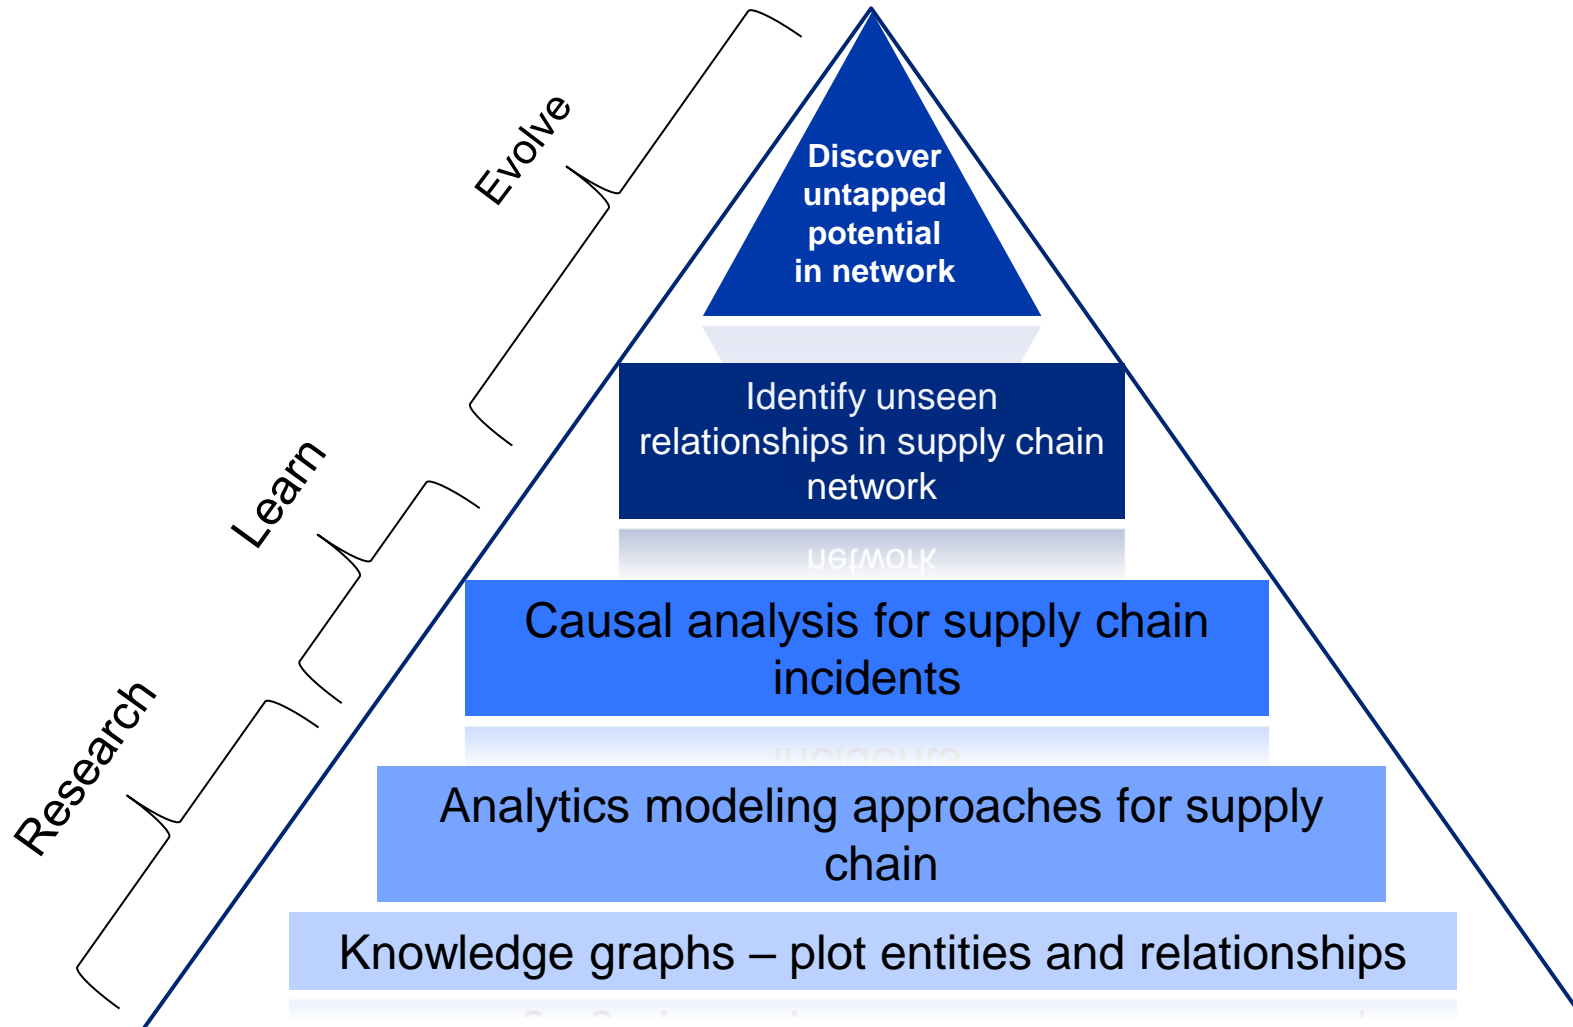 Evolve
Discover
untapped
potential
in network
Identify unseen
relationships in supply chain
network
Learn
Causal analysis for supply chain
incidents
Research
Analytics modeling approaches for supply
chain
Knowledge graphs – plot entities and relationships